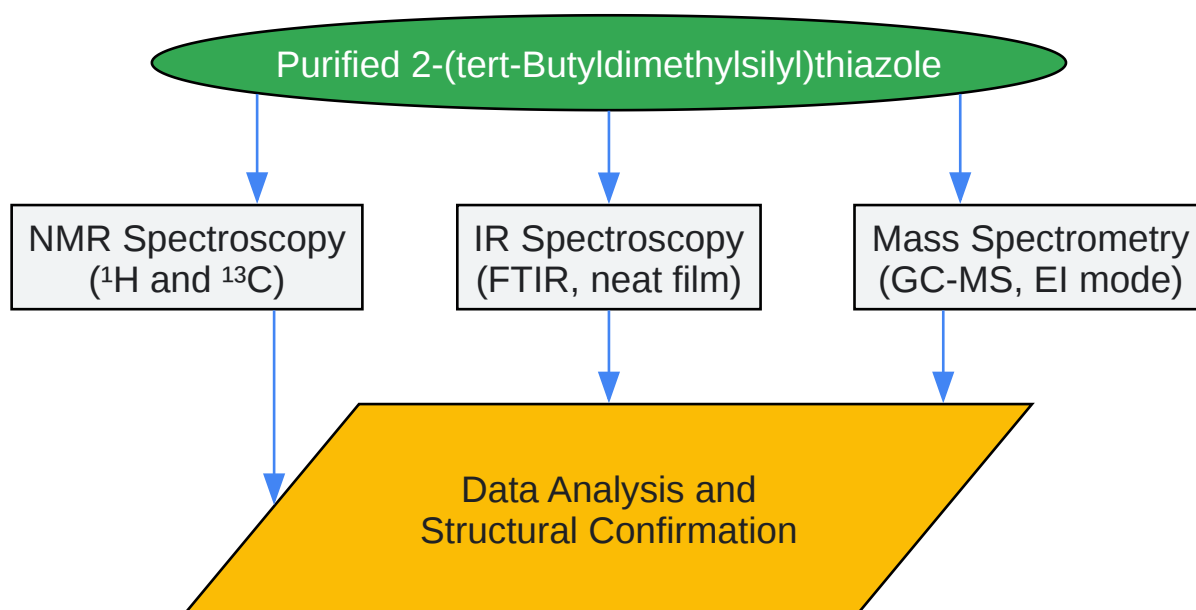 Purified 2-(tert-Butyldimethylsilyl)thiazole
NMR Spectroscopy
(¹H and ¹³C)
IR Spectroscopy
(FTIR, neat film)
Mass Spectrometry
(GC-MS, EI mode)
Data Analysis and
Structural Confirmation